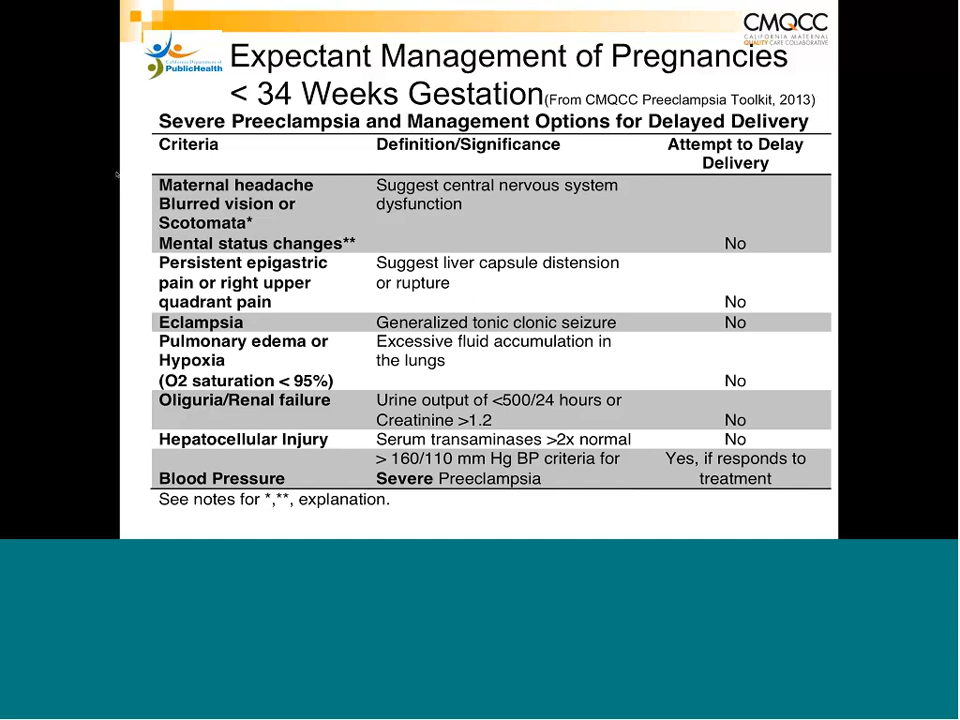 CMQCC
CALIFORNIA MATERNAL
QUALITY CARE COLLABORATIVE
California Department of
PublicHealth
Expectant Management of Pregnancies
< 34 Weeks Gestation(From CMQCC Preeclampsia Toolkit, 2013)
Severe Preeclampsia and Management Options for Delayed Delivery
Criteria Definition/Significance Attempt to Delay
Delivery
Maternal headache Suggest central nervous system
Blurred vision or dysfunction
Scotomata*
Mental status changes** No
Persistent epigastric Suggest liver capsule distension
pain or right upper or rupture
quadrant pain No
Eclampsia Generalized tonic clonic seizure No
Pulmonary edema or Excessive fluid accumulation in
Hypoxia the lungs
(O2 saturation < 95%) No
Oliguria/Renal failure Urine output of <500/24 hours or
Creatinine >1.2 No
Hepatocellular Injury Serum transaminases >2x normal No
> 160/110 mm Hg BP criteria for Yes, if responds to
Blood Pressure Severe Preeclampsia treatment
See notes for *,**, explanation.